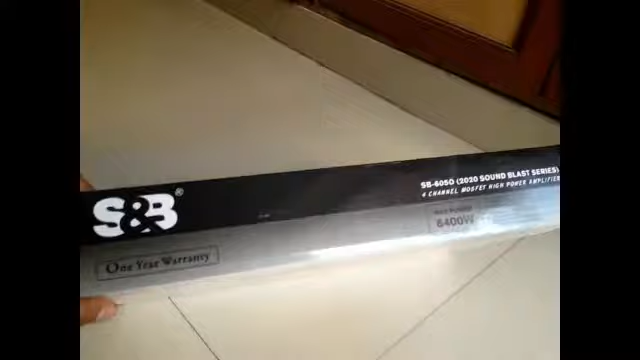 S&B®
SB-6050 (2020 SOUND BLAST SERIES)
4 CHANNEL MOSFET HIGH POWER AMPLIFIER
6400W
One Year Warranty